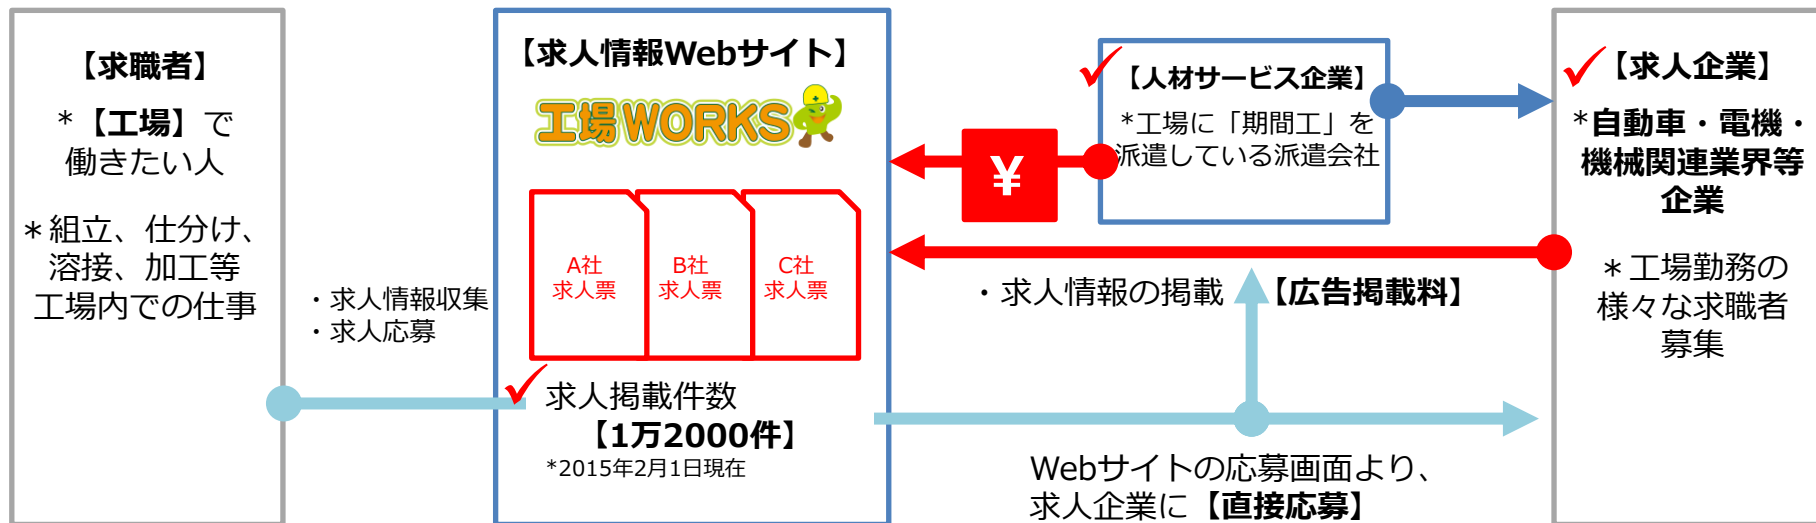 【求職者】
*【工場】で
働きたい人
＊組立、仕分け、
溶接、加工等
工場内での仕事
・求人情報収集
・求人応募
【求人情報Webサイト】
工場WORKS
A社
求人票
B社
求人票
C社
求人票
求人掲載件数
【1万2000件】
*2015年2月1日現在
¥
【人材サービス企業】
*工場に「期間工」を
派遣している派遣会社
・求人情報の掲載 【広告掲載料】
Webサイトの応募画面より、
求人企業に【直接応募】
【求人企業】
*自動車・電機・
機械関連業界等
企業
＊工場勤務の
様々な求職者
募集